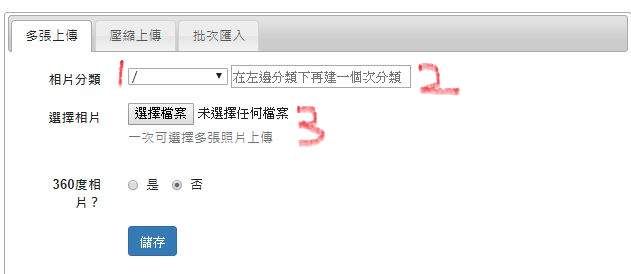 多張上傳 壓縮上傳 批次匯入
相片分類 1 / 在左邊分類下再建一個次分類 2
選擇相片 選擇檔案 未選擇任何檔案 3
一次可選擇多張照片上傳
360度相 是 否
片？
儲存